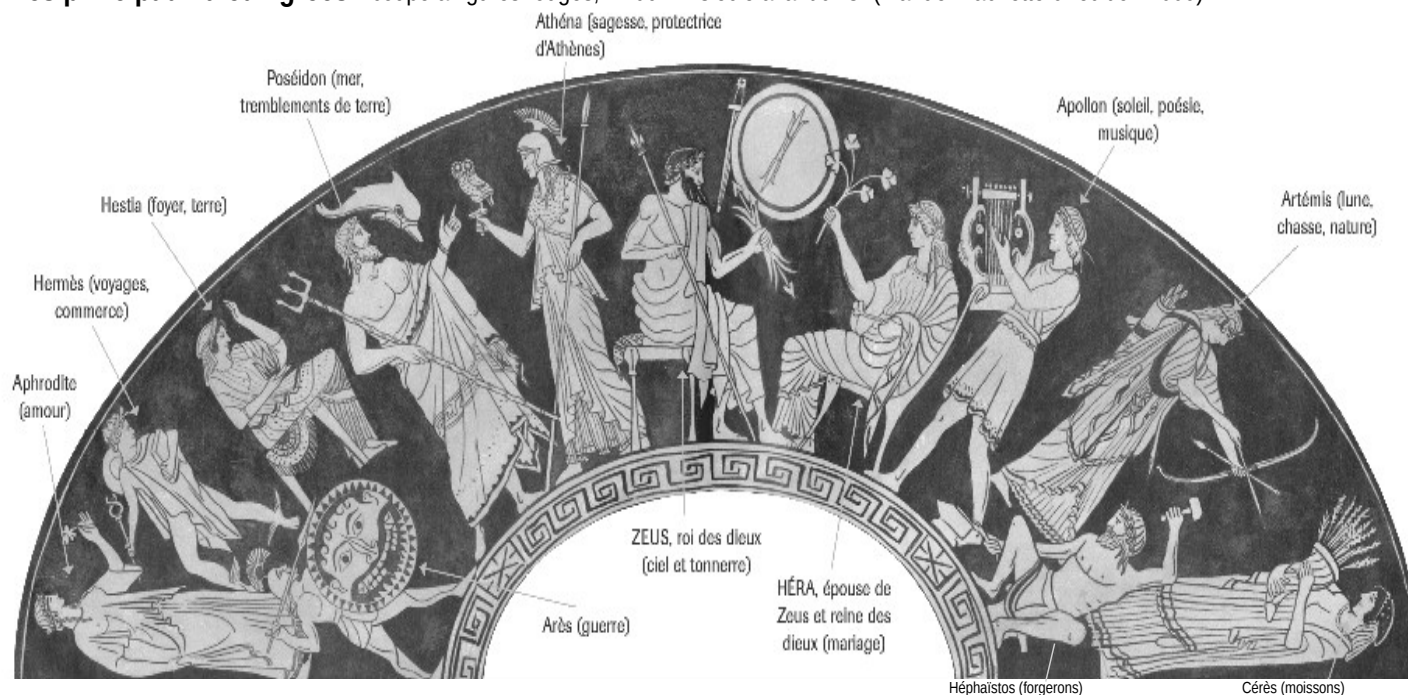 Athéna (sagesse, protectrice
d'Athènes)
Poséidon (mer,
tremblements de terre)
Apollon (soleil, poésie,
musique)
Hestia (foyer, terre)
Artémis (lune,
chasse, nature)
Hermès (voyages,
commerce)
Aphrodite
(amour)
ZEUS, roi des dieux
(ciel et tonnerre)
HÉRA, épouse de
Zeus et reine des
dieux (mariage)
Arès (guerre)
Héphaïstos (forgerons)
Cérès (moissons)